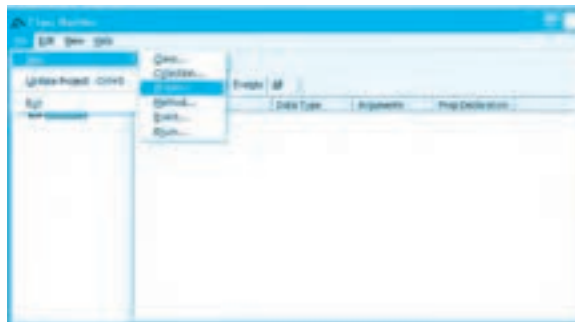 Class Builder
File Edit View Help
New
Update Project Ctrl+S
Exit
Class...
Collection...
Property...
Method...
Event...
Enum...
Events All
Data Type Arguments Prop Declaration